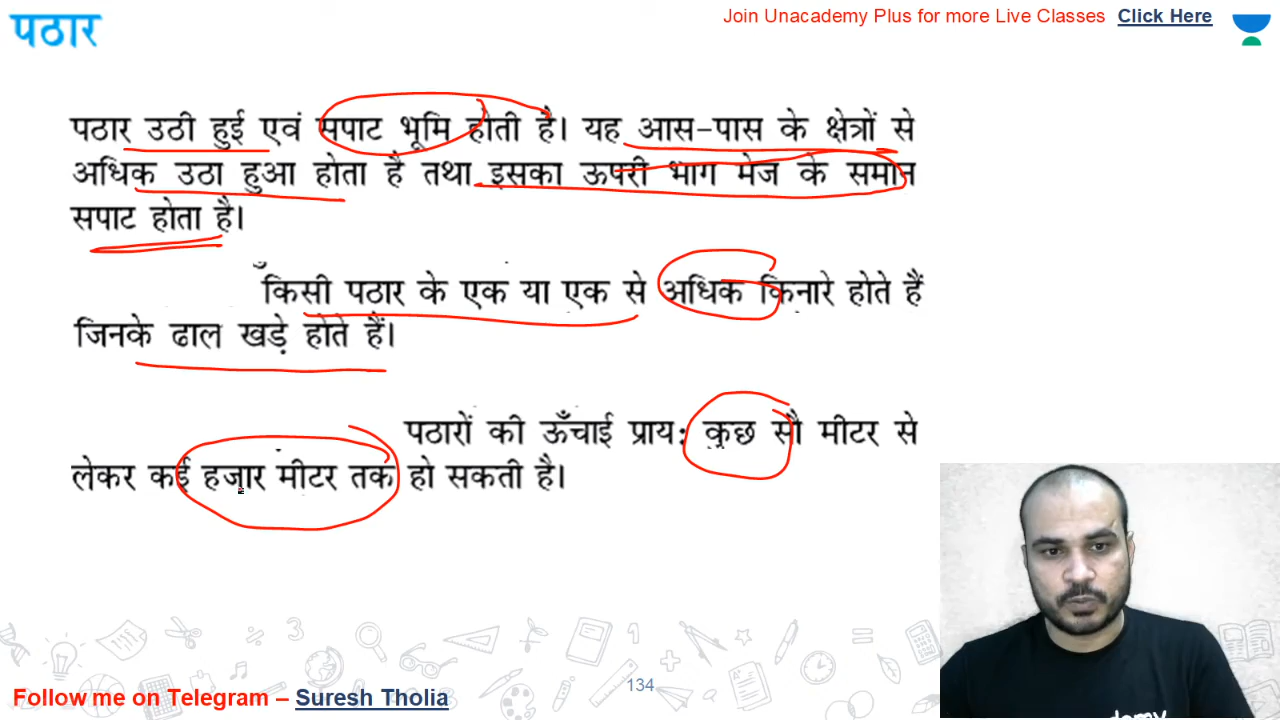 पठार
Join Unacademy Plus for more Live Classes Click Here
पठार उठी हुई एवं सपाट भूमि होती है। यह आस-पास के क्षेत्रों से
अधिक उठा हुआ होता है तथा इसका ऊपरी भाग मेज के समान
सपाट होता है।
किसी पठार के एक या एक से अधिक किनारे होते हैं
जिनके ढाल खड़े होते हैं।
पठारों की ऊँचाई प्राय: कुछ सौ मीटर से
लेकर कई हजार मीटर तक हो सकती है।
134
Follow me on Telegram – Suresh Tholia